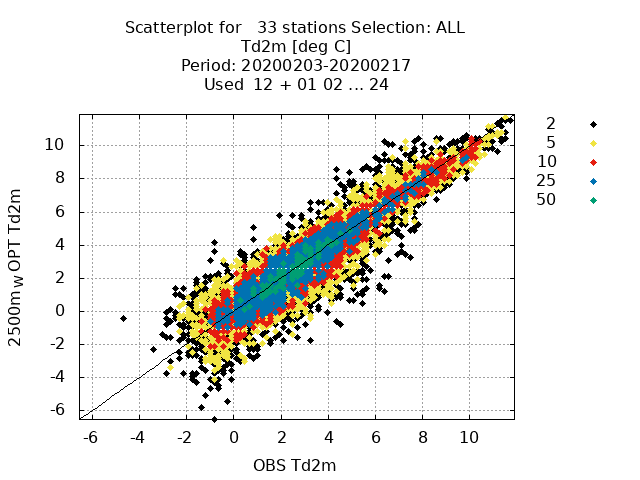 Scatterplot for   33 stations Selection: ALL
Td2m [deg C]
Period: 20200203-20200217
Used  12 + 01 02 ... 24
2
5
10
25
50
10
8
6
4
2
0
-2
-4
-6
2500mWOPT Td2m
-6 -4 -2 0 2 4 6 8 10
OBS Td2m